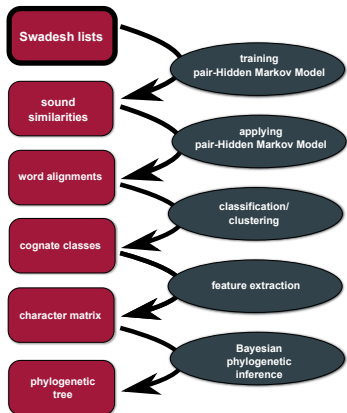 Swadesh lists
training
pair-Hidden Markov Model
sound
similarities
applying
pair-Hidden Markov Model
word alignments
classification/
clustering
cognate classes
feature extraction
character matrix
Bayesian
phylogenetic
inference
phylogenetic
tree